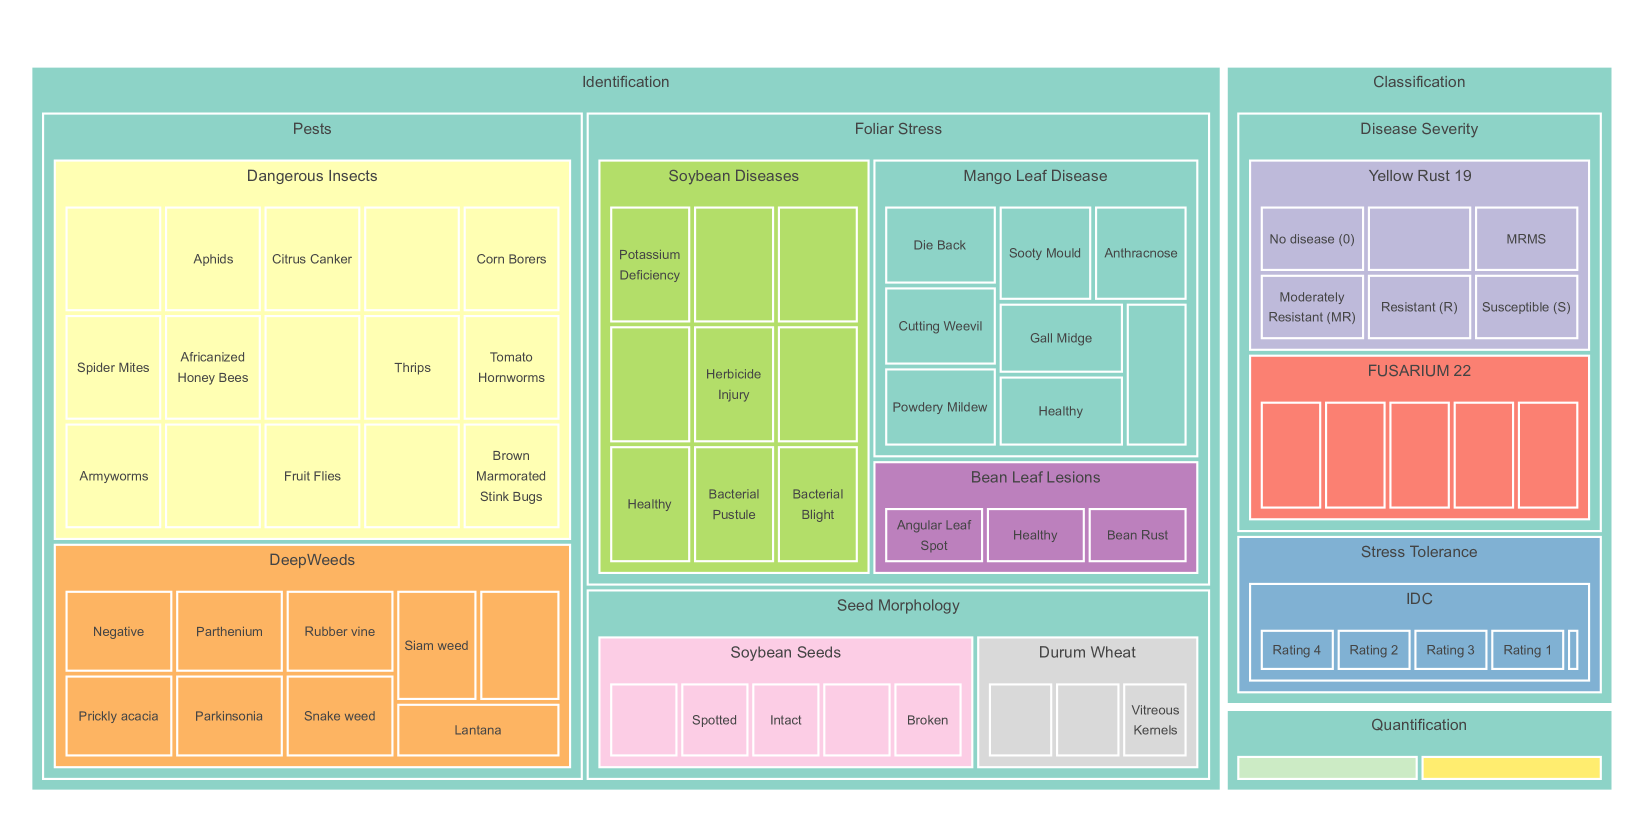 Identification
Classification
Pests
Foliar Stress
Disease Severity
Dangerous Insects
Soybean Diseases
Mango Leaf Disease
Yellow Rust 19
Aphids
Citrus Canker
Corn Borers
Spider Mites
Africanized
Honey Bees
Thrips
Tomato
Hornworms
Armyworms
Fruit Flies
Brown
Marmorated
Stink Bugs
Potassium
Deficiency
Herbicide
Injury
Healthy
Bacterial
Pustule
Bacterial
Blight
Die Back
Sooty Mould
Anthracnose
Cutting Weevil
Gall Midge
Powdery Mildew
Healthy
Bean Leaf Lesions
Angular Leaf
Spot
Healthy
Bean Rust
No disease (0)
MRMS
Moderately
Resistant (MR)
Resistant (R)
Susceptible (S)
FUSARIUM 22
Stress Tolerance
IDC
Rating 4
Rating 2
Rating 3
Rating 1
DeepWeeds
Negative
Parthenium
Rubber vine
Siam weed
Prickly acacia
Parkinsonia
Snake weed
Lantana
Seed Morphology
Soybean Seeds
Spotted
Intact
Broken
Durum Wheat
Vitreous
Kernels
Quantification